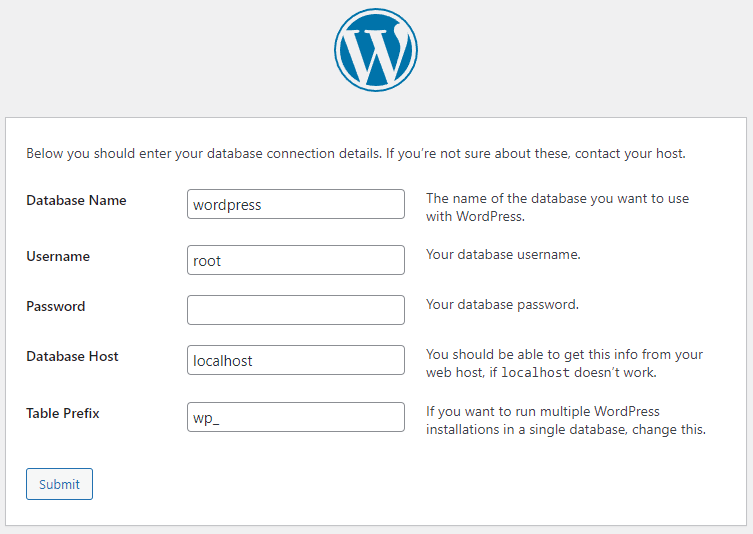 Below you should enter your database connection details. If you’re not sure about these, contact your host.
Database Name
wordpress
The name of the database you want to use
with WordPress.
Username
root
Your database username.
Password
Your database password.
Database Host
localhost
You should be able to get this info from your
web host, if localhost doesn’t work.
Table Prefix
wp_
If you want to run multiple WordPress
installations in a single database, change this.
Submit